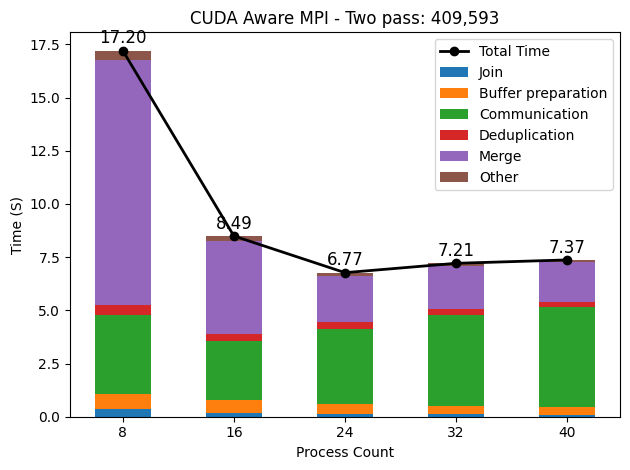 CUDA Aware MPI - Two pass: 409,593
17.20
8.49
6.77
7.21
7.37
Total Time
Join
Buffer preparation
Communication
Deduplication
Merge
Other
Time (S)
17.5
15.0
12.5
10.0
7.5
5.0
2.5
0.0
8
16
24
32
40
Process Count